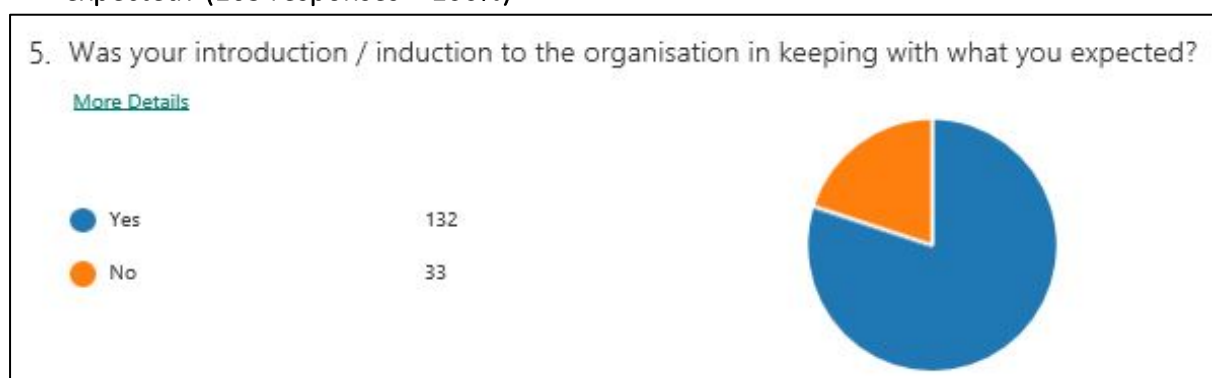 5. Was your introduction / induction to the organisation in keeping with what you expected?
More Details
Yes 132
No 33